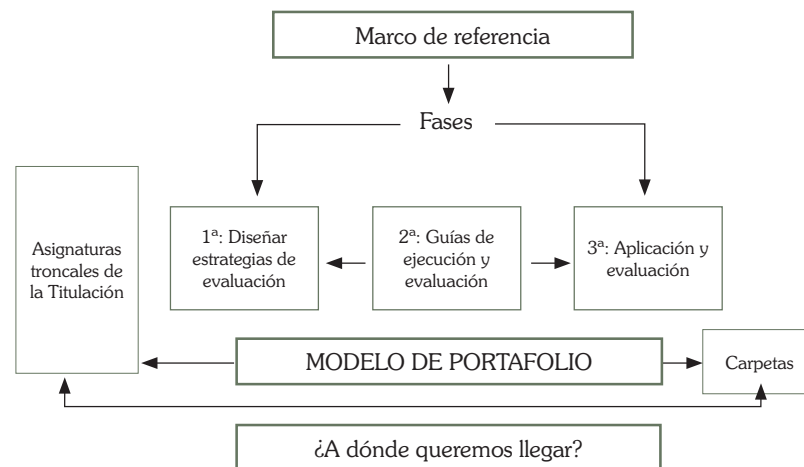 Marco de referencia
Fases
Asignaturas
troncales de
la Titulación
1ª: Diseñar
estrategias de
evaluación
2ª: Guías de
ejecución y
evaluación
3ª: Aplicación y
evaluación
MODELO DE PORTAFOLIO
Carpetas
¿A dónde queremos llegar?